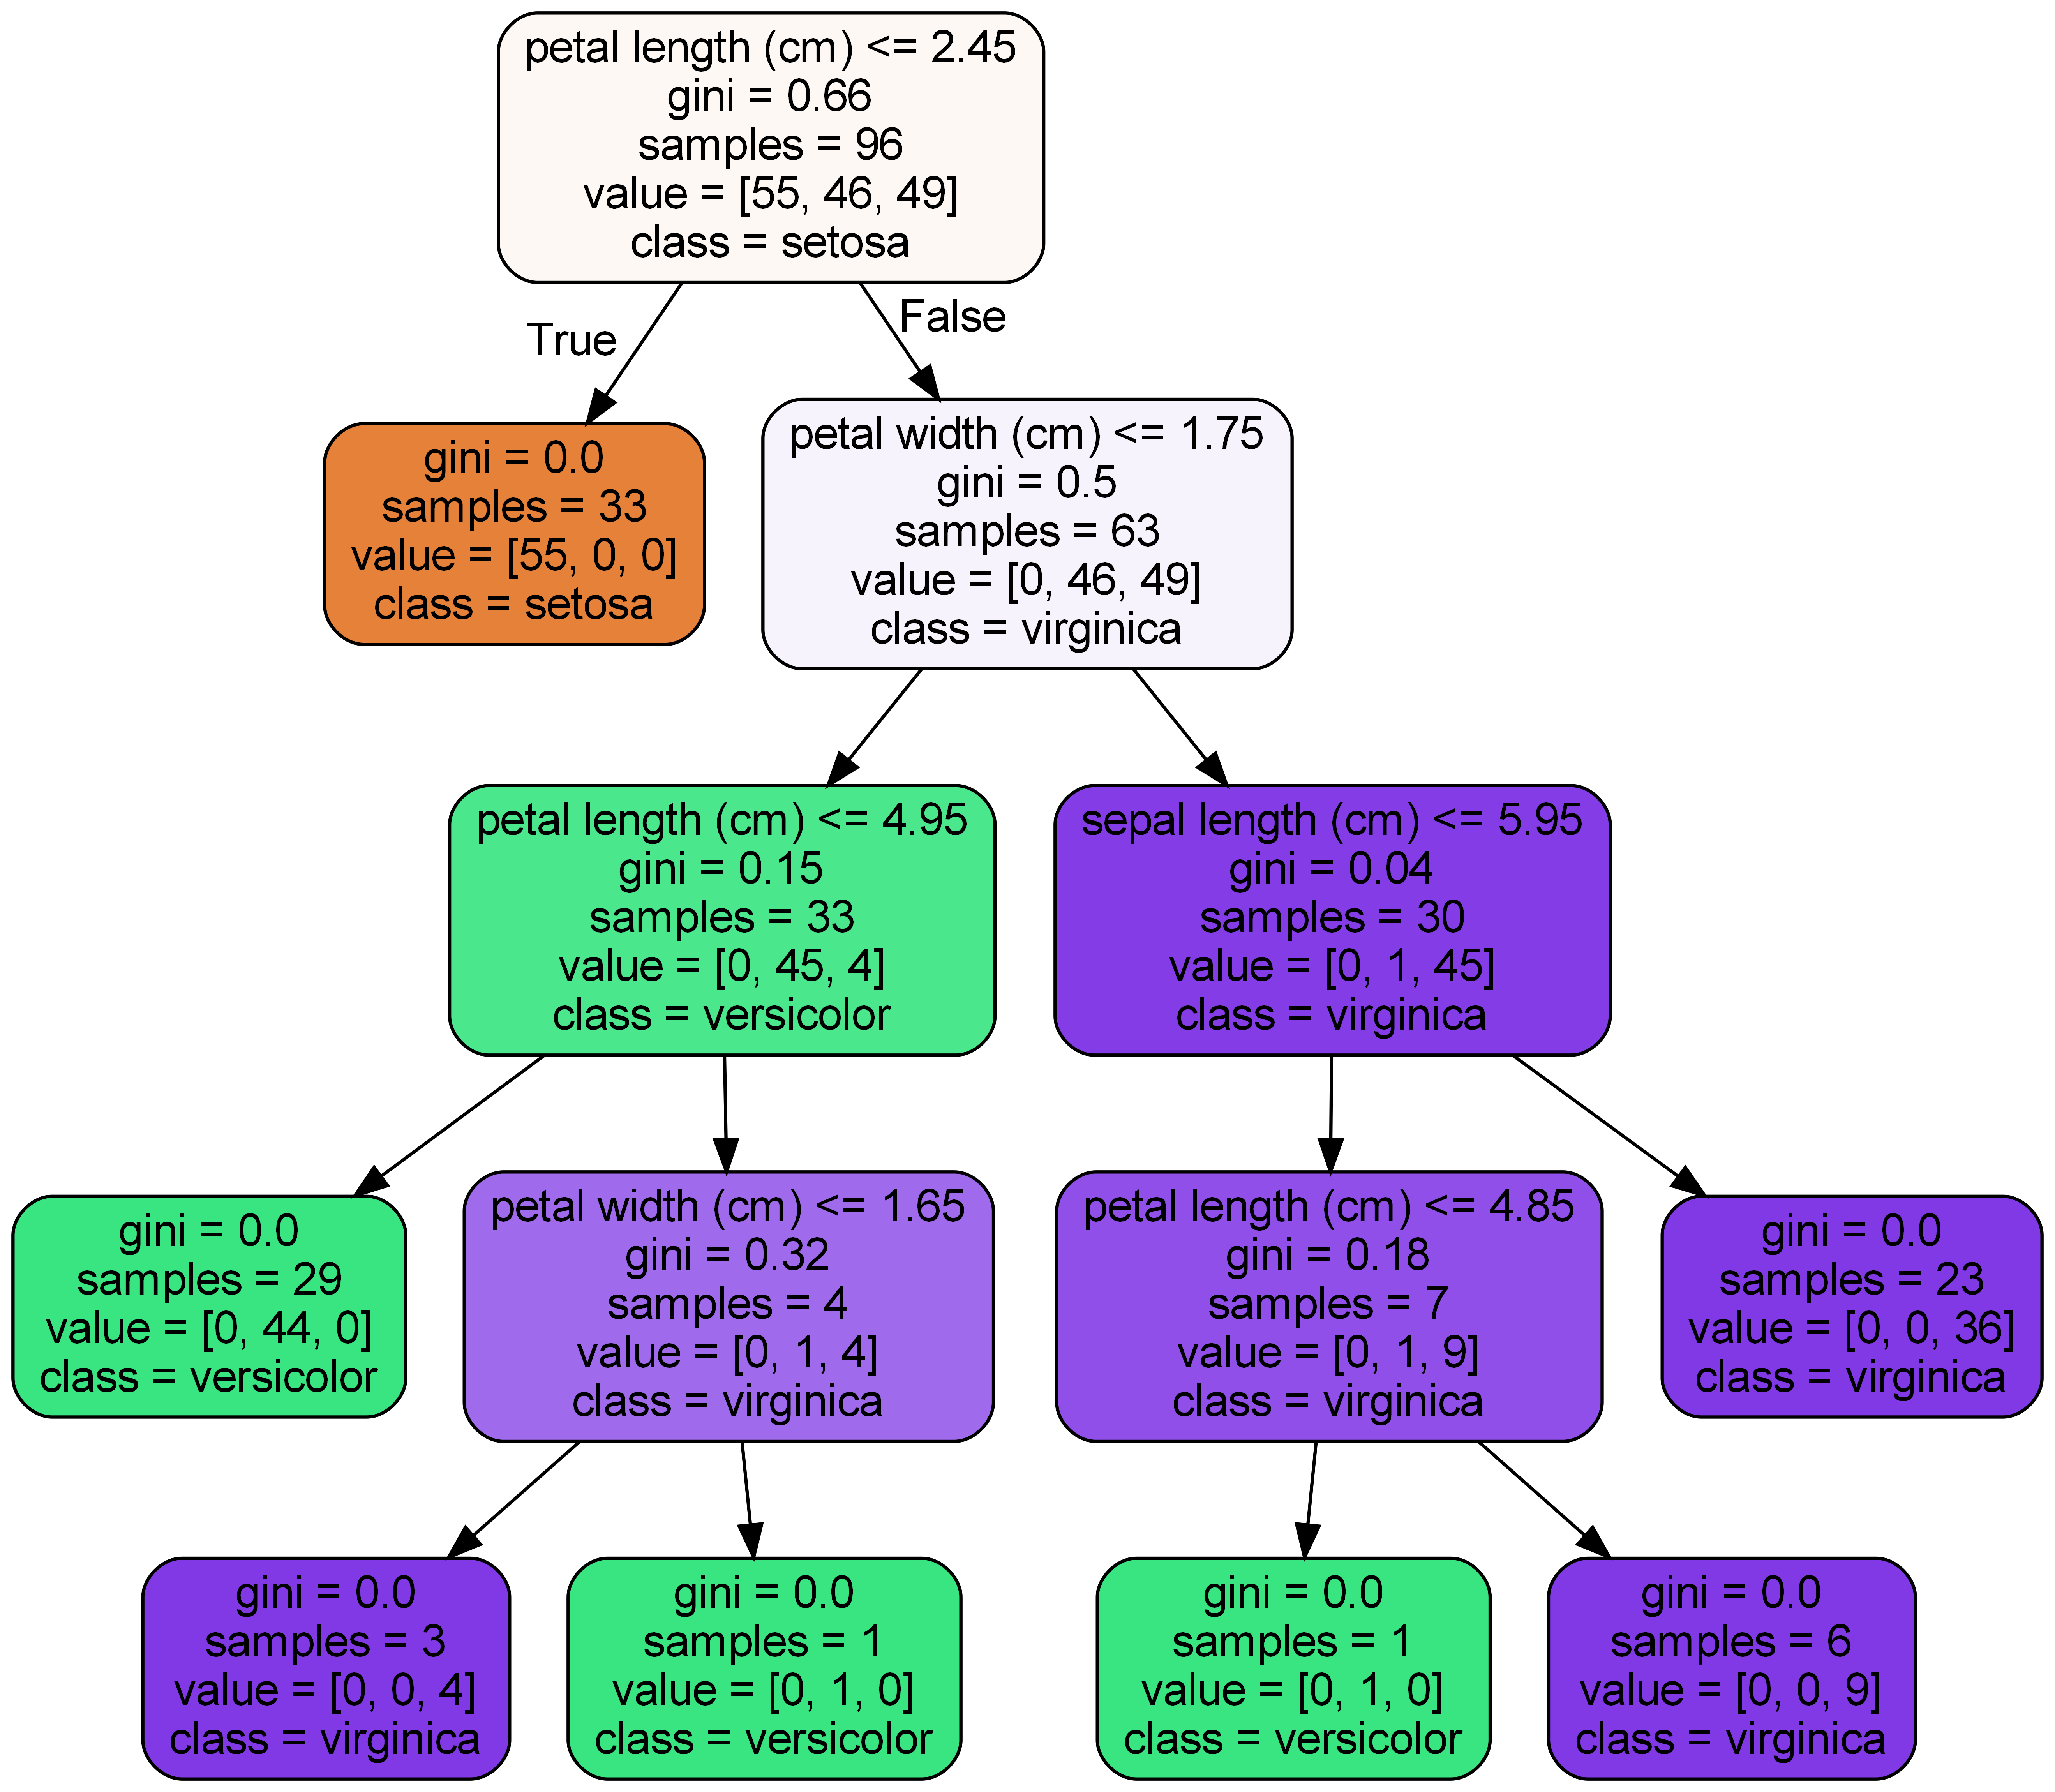 petal length (cm) <= 2.45
gini = 0.66
samples = 96
value = [55, 46, 49]
class = setosa
True
False
gini = 0.0
samples = 33
value = [55, 0, 0]
class = setosa
petal width (cm) <= 1.75
gini = 0.5
samples = 63
value = [0, 46, 49]
class = virginica
petal length (cm) <= 4.95
gini = 0.15
samples = 33
value = [0, 45, 4]
class = versicolor
sepal length (cm) <= 5.95
gini = 0.04
samples = 30
value = [0, 1, 45]
class = virginica
gini = 0.0
samples = 29
value = [0, 44, 0]
class = versicolor
petal width (cm) <= 1.65
gini = 0.32
samples = 4
value = [0, 1, 4]
class = virginica
petal length (cm) <= 4.85
gini = 0.18
samples = 7
value = [0, 1, 9]
class = virginica
gini = 0.0
samples = 23
value = [0, 0, 36]
class = virginica
gini = 0.0
samples = 3
value = [0, 0, 4]
class = virginica
gini = 0.0
samples = 1
value = [0, 1, 0]
class = versicolor
gini = 0.0
samples = 1
value = [0, 1, 0]
class = versicolor
gini = 0.0
samples = 6
value = [0, 0, 9]
class = virginica